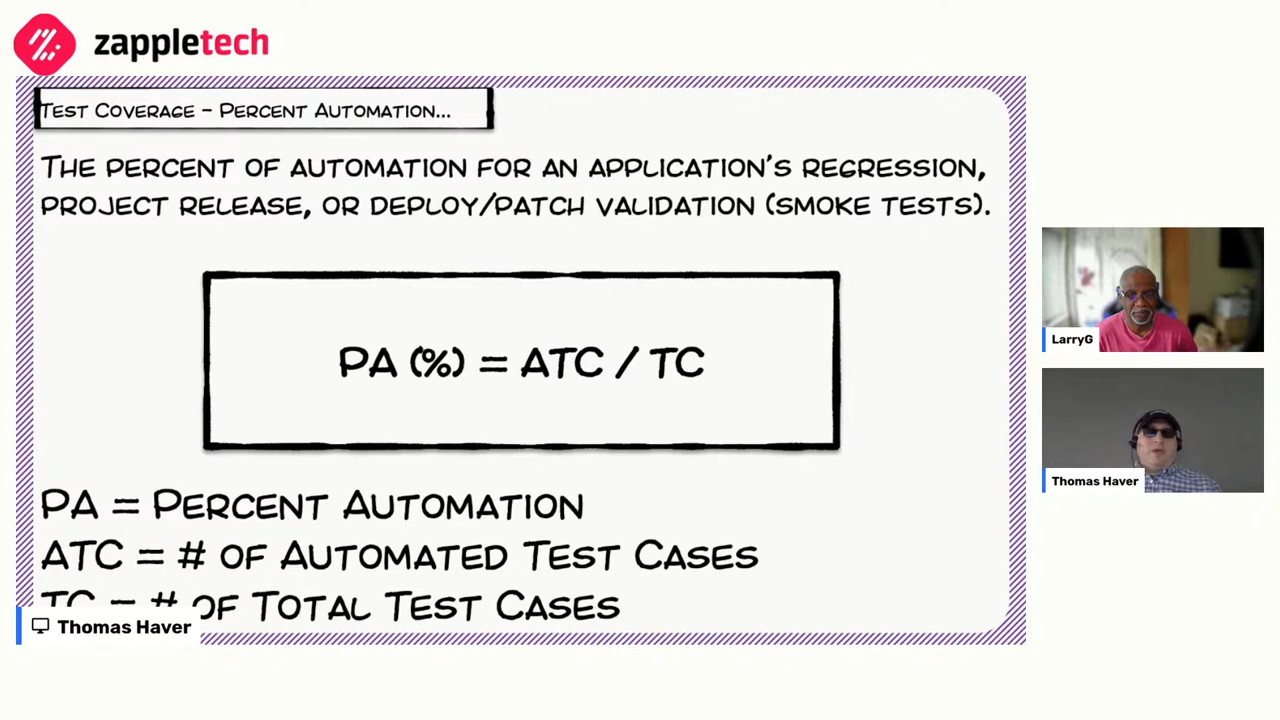 zappletech
Test Coverage – Percent Automation...
The percent of automation for an application's regression,
project release, or deploy/patch validation (smoke tests).
PA (%) = ATC / TC
PA = Percent Automation
ATC = # of Automated Test Cases
TC = # of Total Test Cases
Thomas Haver
LarryG
Thomas Haver